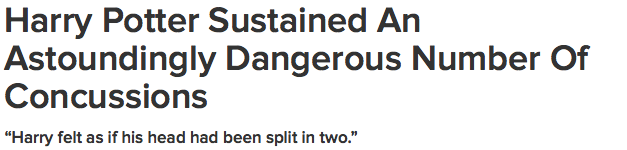 Harry Potter Sustained An
Astoundingly Dangerous Number Of
Concussions
“Harry felt as if his head had been split in two.”